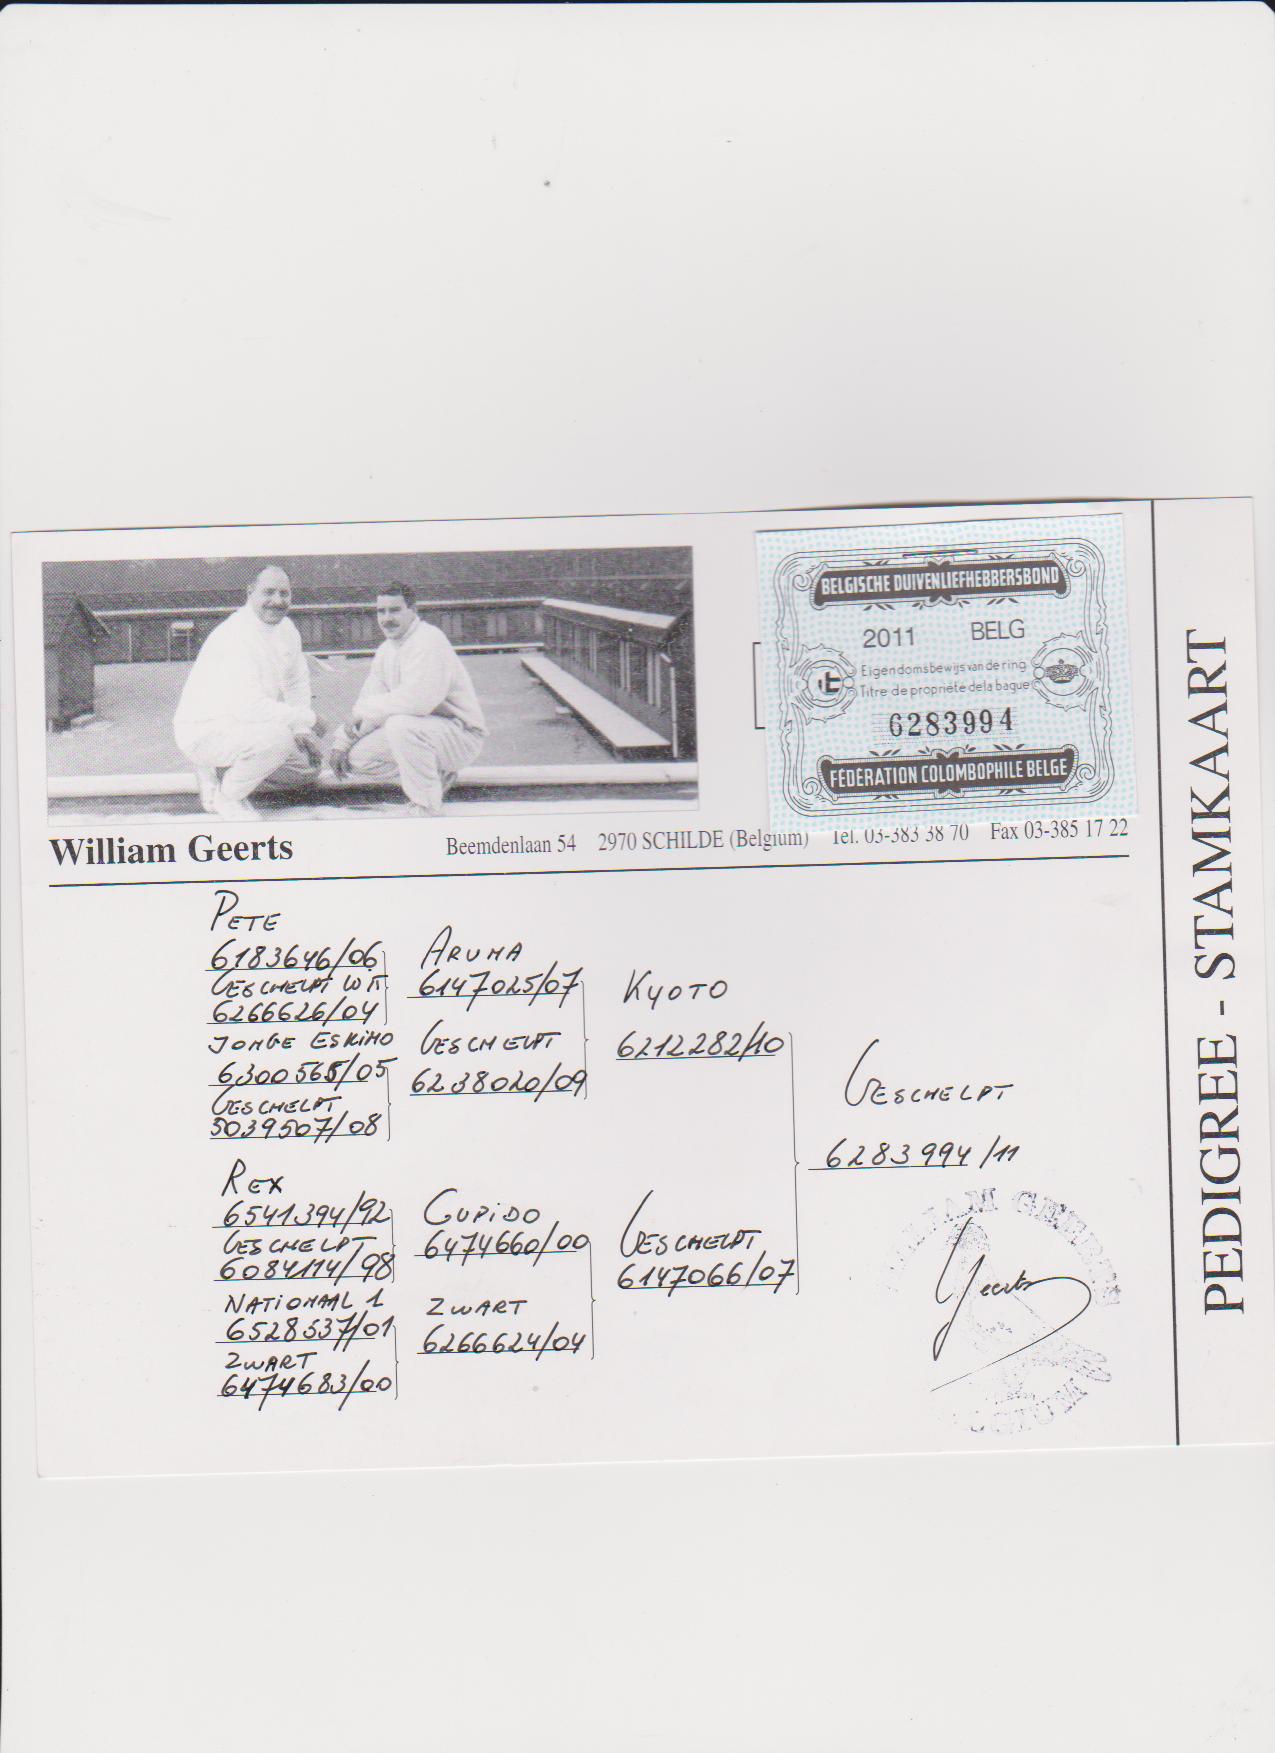 BELGISCHE DUIVENLIEFHEBBERSBOND
2011 BELG
Eigendomsbewijs van de ring
Titre de propriété de la bague
6283994
FÉDÉRATION COLOMBOPHILE BELGE
William Geerts
Beemdenlaan 54 2970 SCHILDE (Belgium) Tel. 03-383 38 70 Fax 03-385 17 22
PETE
6183646/06
GESCHELPT WIT
6266626/04
JONGE ESKIMO
6300565/05
GESCHELPT
5039507/08
REX
6541394/92
GESCHELPT
6084114/98
NATIONAAL 1
6528537/01
ZWART
6474683/00
ARUMA
6147025/07
GESCHELPT
6238020/09
CUPIDO
6474660/00
ZWART
6266624/04
KYOTO
6212282/10
GESCHELPT
6147066/07
GESCHELPT
6283994/11
WILLIAM GEERTS
Geerts
PEDIGREE - STAMKAART